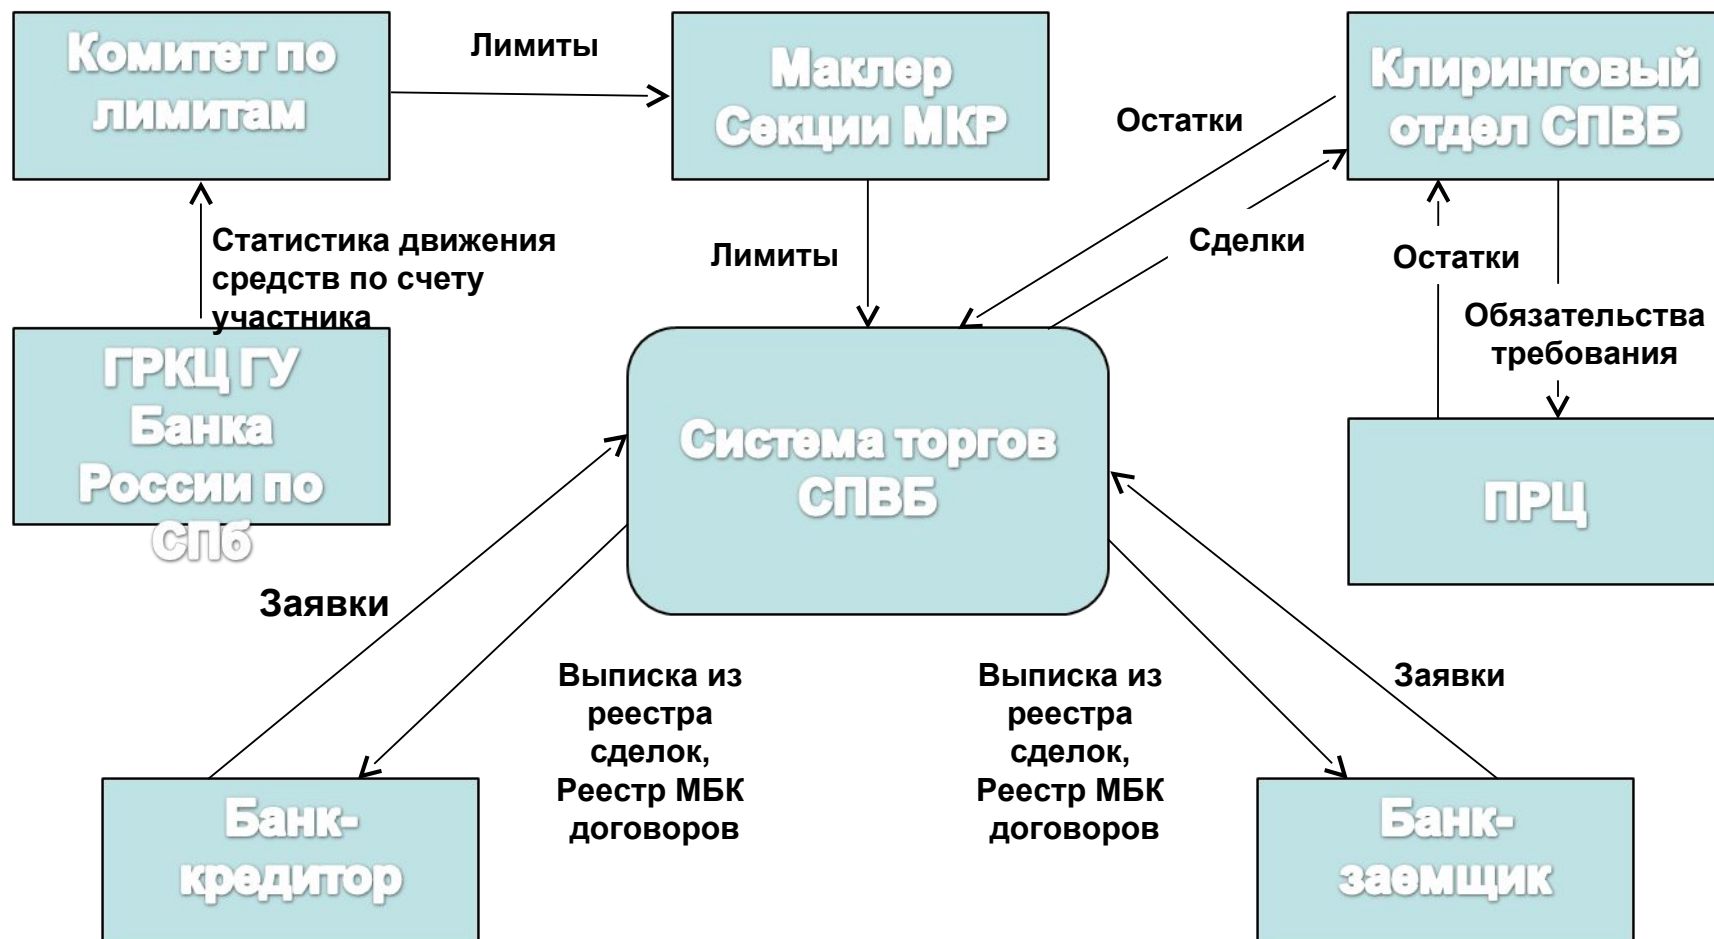 Комитет по
лимитам
Лимиты
Маклер
Секции МКР
Клиринговый
отдел СПВБ
Остатки
Статистика движения
средств по счету
участника
Лимиты
Сделки
Остатки
Обязательства
требования
ГРКЦ ГУ
Банка
России по
СПб
Система торгов
СПВБ
ПРЦ
Заявки
Выписка из
реестра
сделок,
Реестр МБК
договоров
Выписка из
реестра
сделок,
Реестр МБК
договоров
Заявки
Банк-
кредитор
Банк-
заемщик